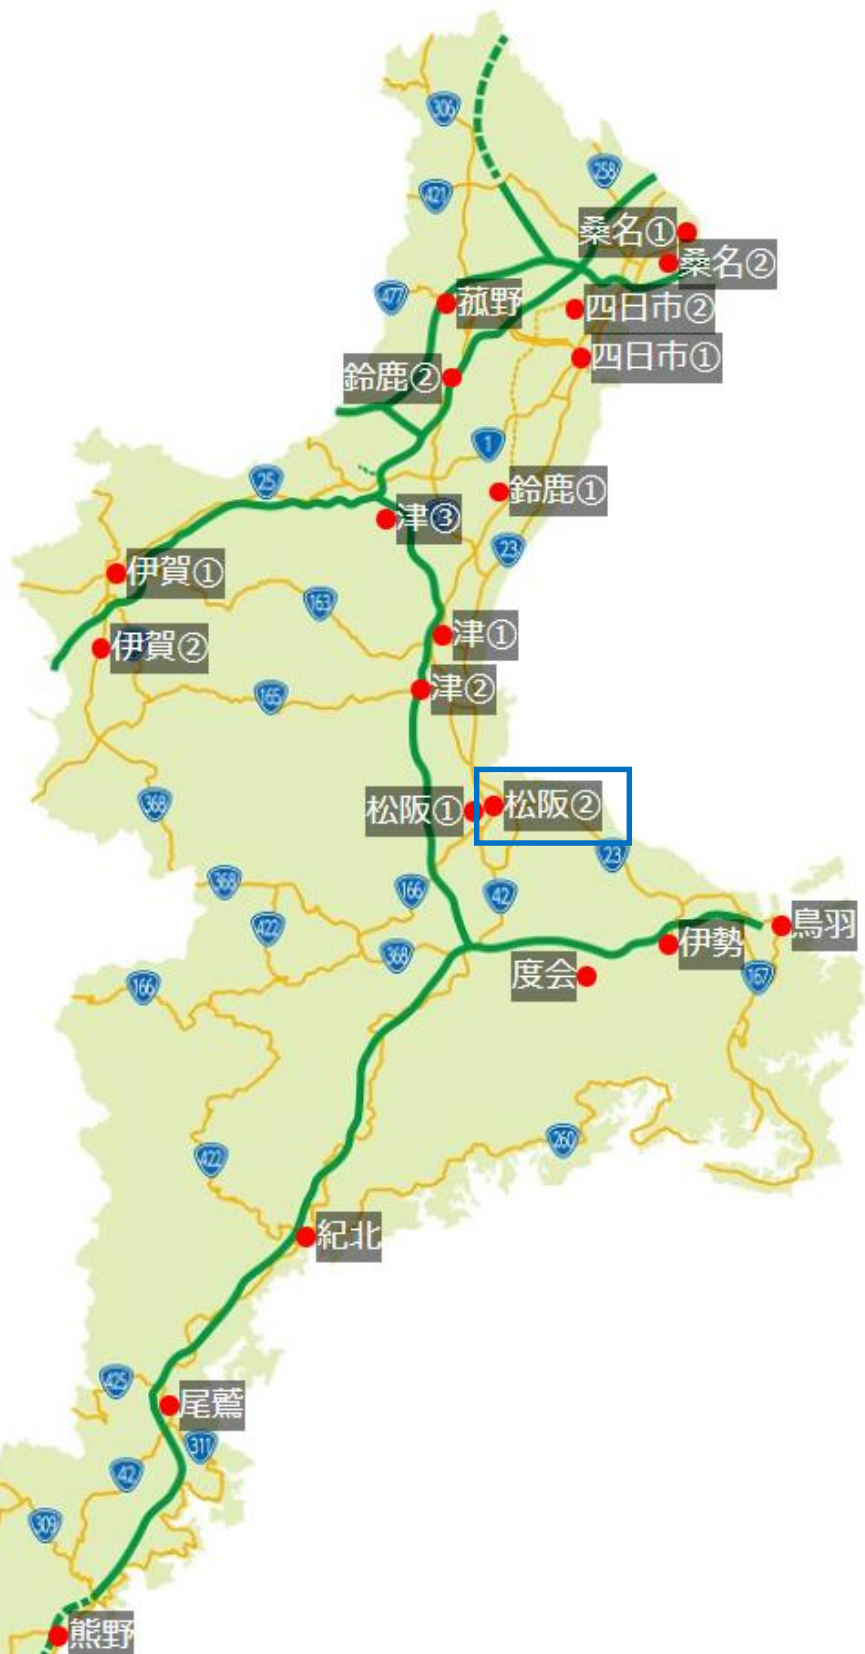 306
258
421
桑名①
桑名②
477
菰野
四日市②
四日市①
鈴鹿②
1
25
鈴鹿①
津③
23
伊賀①
163
津①
伊賀②
165
津②
368
松阪①
松阪②
23
368
166
42
422
鳥羽
伊勢
368
度会
167
166
260
422
紀北
425
尾鷲
311
42
309
熊野